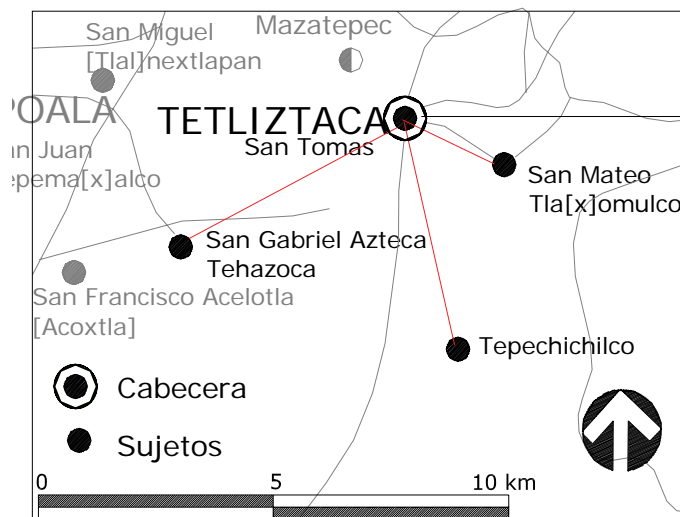 San Miguel
[Tlal]nextlapan
Mazatepec
POALA
TETLIZTACA
San Tomas
an Juan
epema[x]alco
San Mateo
Tla[x]omulco
San Gabriel Azteca
Tehazoca
San Francisco Acelotla
[Acoxtla]
Tepechichilco
Cabecera
Sujetos
0 5 10 km